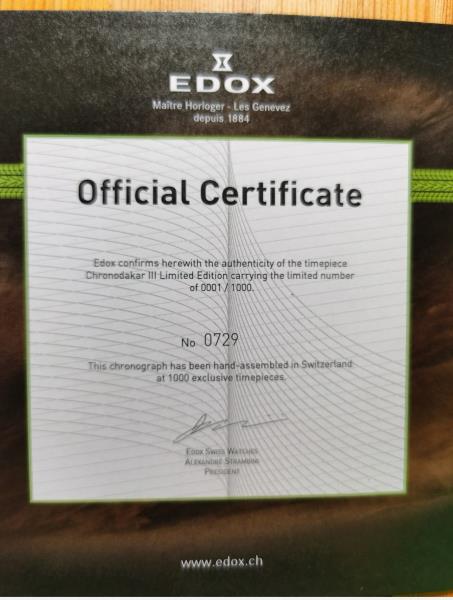 EDOX
Maître Horloger - Les Genevez
depuis 1884
Official Certificate
Edox confirms herewith the authenticity of the timepiece
Chronodakar III Limited Edition carrying the limited number
of 0001 / 1000.
No 0729
This chronograph has been hand-assembled in Switzerland
at 1000 exclusive timepieces.
Edox Swiss Watches
Alexandre Strambini
President
www.edox.ch